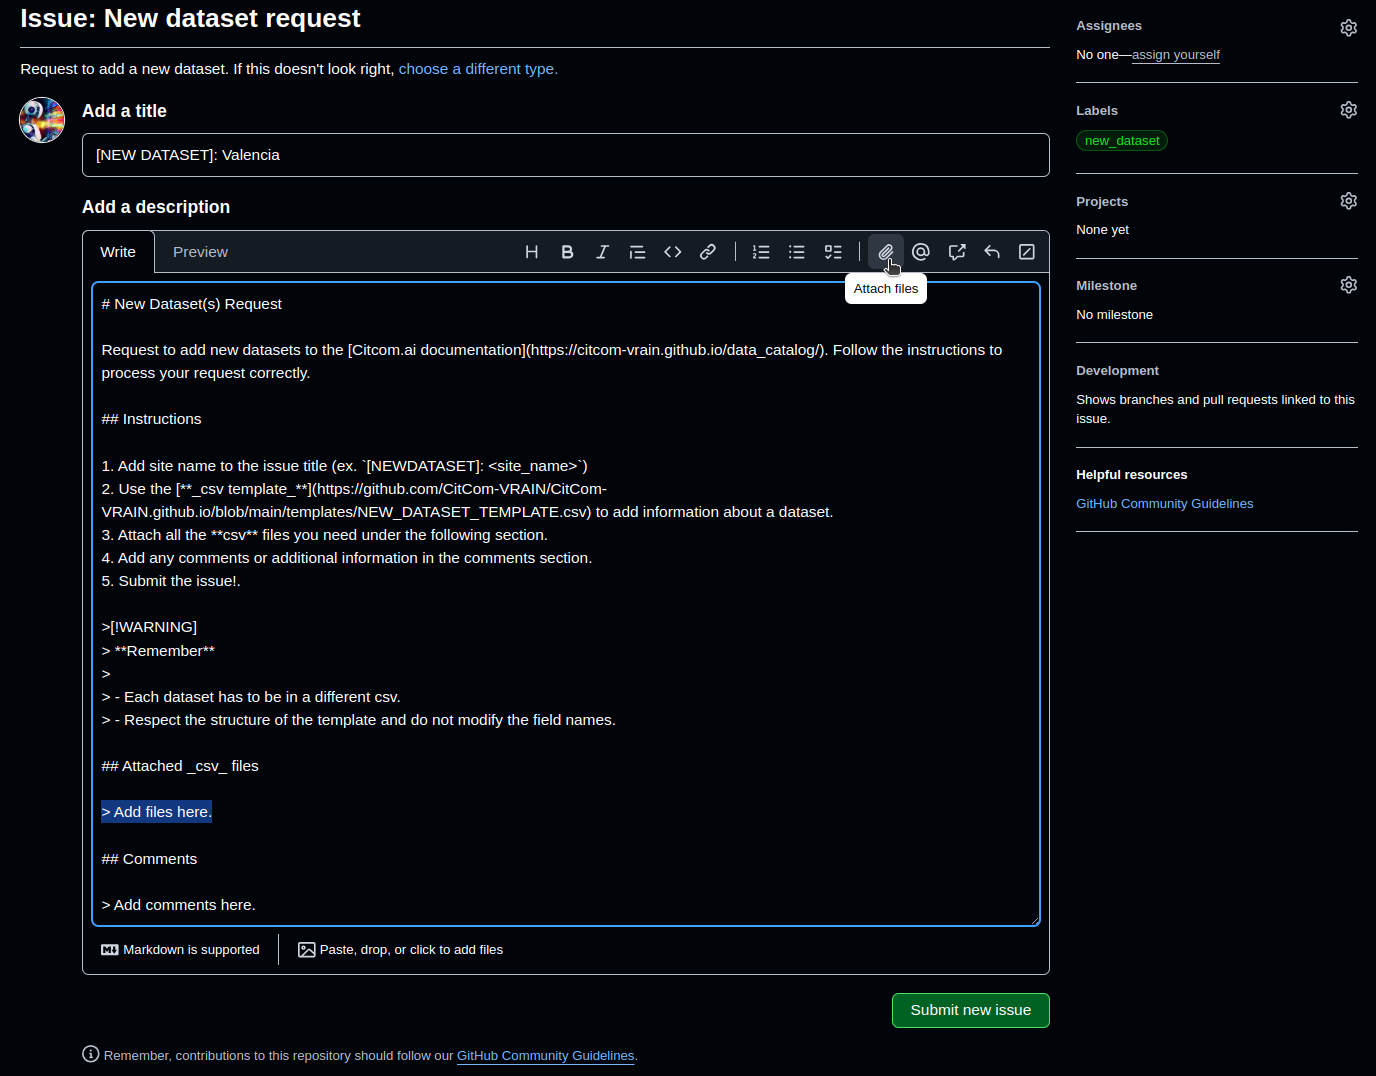 Issue: New dataset request
Request to add a new dataset. If this doesn't look right, choose a different type.
Add a title
[NEW DATASET]: Valencia
Add a description
Write
Preview
Attach files
# New Dataset(s) Request
Request to add new datasets to the [Citcom.ai documentation](https://citcom-vrain.github.io/data_catalog/). Follow the instructions to
process your request correctly.
## Instructions
1. Add site name to the issue title (ex. `[NEWDATASET]: <site_name>`)
2. Use the [**_csv template_**](https://github.com/CitCom-VRAIN/CitCom-
VRAIN.github.io/blob/main/templates/NEW_DATASET_TEMPLATE.csv) to add information about a dataset.
3. Attach all the **csv** files you need under the following section.
4. Add any comments or additional information in the comments section.
5. Submit the issue!.
>[!WARNING]
> **Remember**
>
> - Each dataset has to be in a different csv.
> - Respect the structure of the template and do not modify the field names.
## Attached _csv_ files
> Add files here.
## Comments
> Add comments here.
Markdown is supported
Paste, drop, or click to add files
Submit new issue
Remember, contributions to this repository should follow our GitHub Community Guidelines.
Assignees
No one—assign yourself
Labels
new_dataset
Projects
None yet
Milestone
No milestone
Development
Shows branches and pull requests linked to this
issue.
Helpful resources
GitHub Community Guidelines